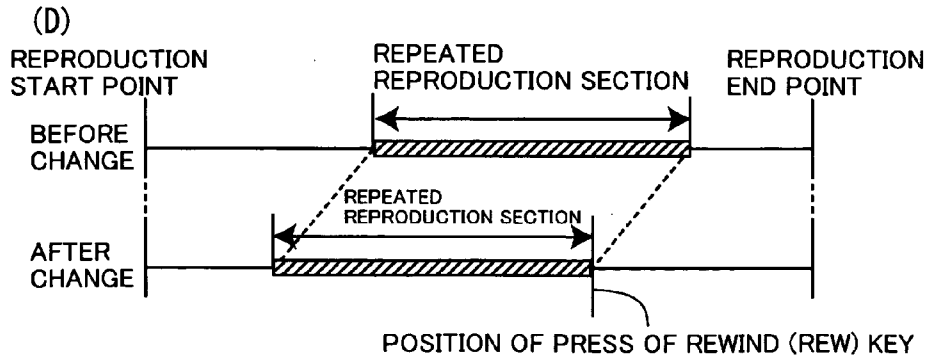 (D)
REPRODUCTION
START POINT
REPEATED
REPRODUCTION SECTION
REPRODUCTION
END POINT
BEFORE
CHANGE
REPEATED
REPRODUCTION SECTION
AFTER
CHANGE
POSITION OF PRESS OF REWIND (REW) KEY